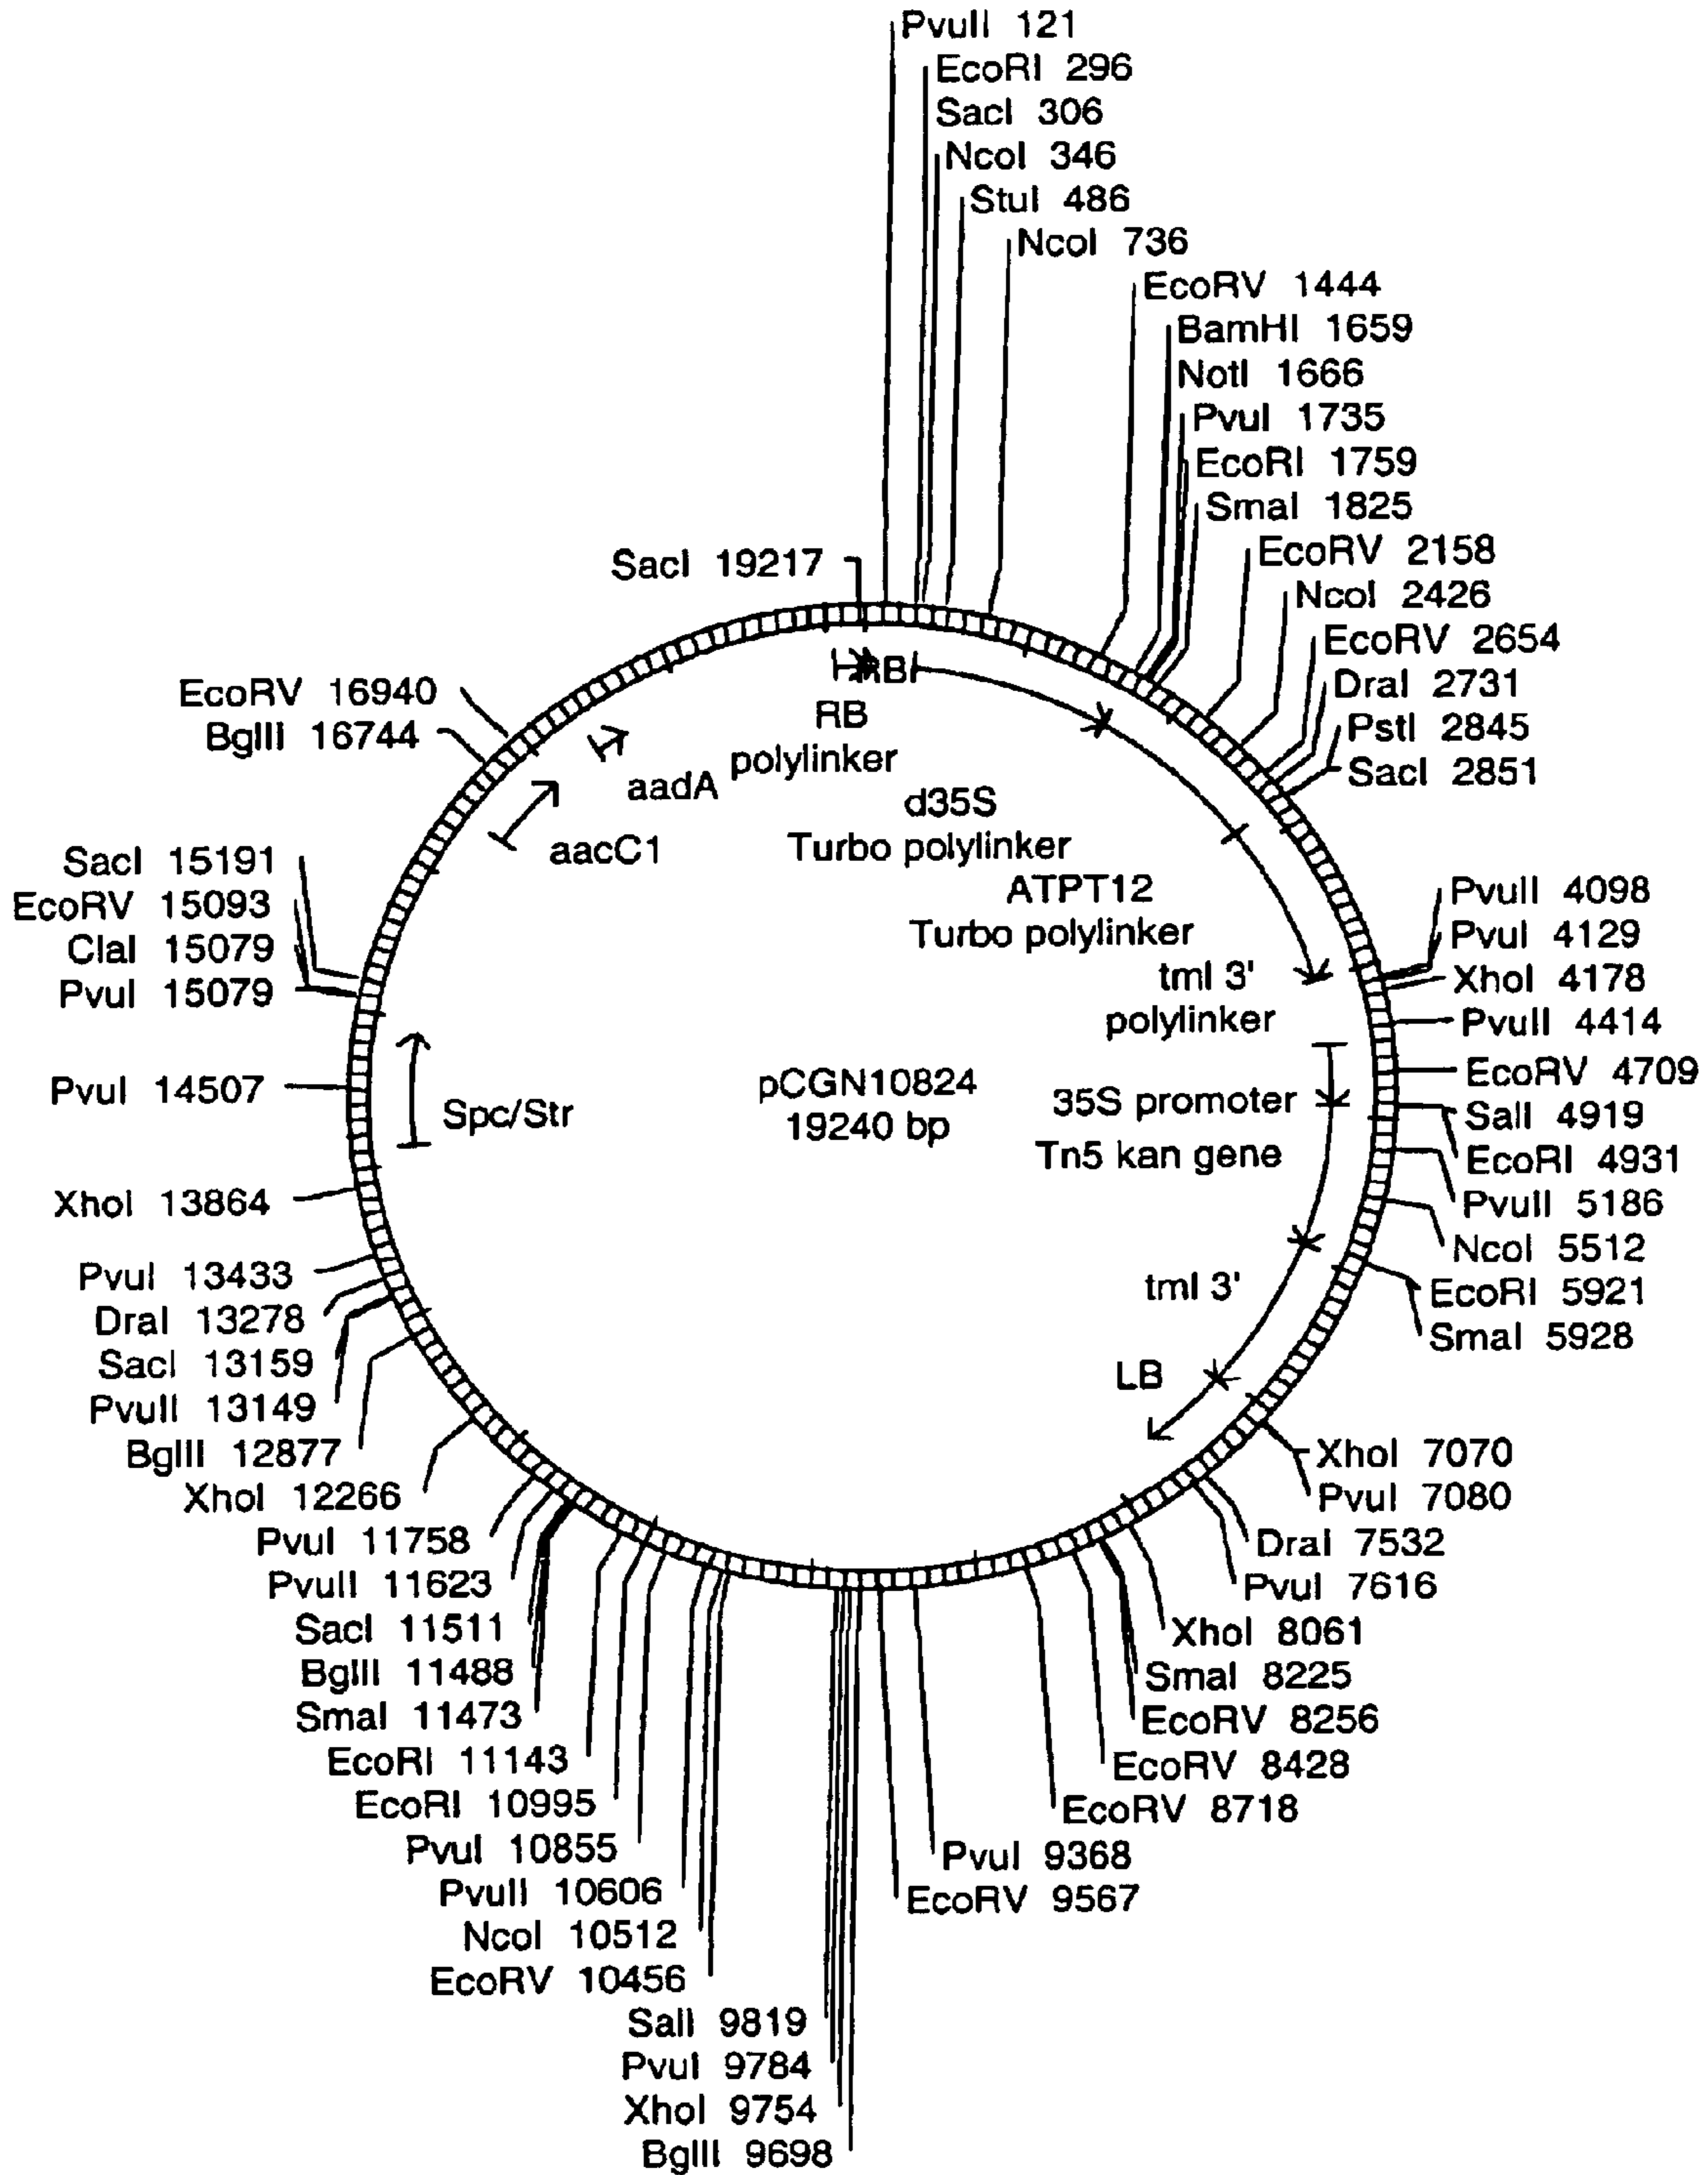 PvuII 121
EcoRI 296
SacI 306
NcoI 346
StuI 486
NcoI 736
EcoRV 1444
BamHI 1659
NotI 1666
PvuI 1735
EcoRI 1759
SmaI 1825
EcoRV 2158
NcoI 2426
EcoRV 2654
DraI 2731
PstI 2845
SacI 2851
PvuII 4098
PvuI 4129
XhoI 4178
PvuII 4414
EcoRV 4709
SalI 4919
EcoRI 4931
PvuII 5186
NcoI 5512
EcoRI 5921
SmaI 5928
XhoI 7070
PvuI 7080
DraI 7532
PvuI 7616
XhoI 8061
SmaI 8225
EcoRV 8256
EcoRV 8428
EcoRV 8718
PvuI 9368
EcoRV 9567
BglII 9698
XhoI 9754
PvuI 9784
SalI 9819
EcoRV 10456
NcoI 10512
PvuII 10606
PvuI 10855
EcoRI 10995
EcoRI 11143
SmaI 11473
BglII 11488
SacI 11511
PvuII 11623
PvuI 11758
XhoI 12266
BglII 12877
PvuII 13149
SacI 13159
DraI 13278
PvuI 13433
XhoI 13864
PvuI 14507
PvuI 15079
ClaI 15079
EcoRV 15093
SacI 15191
BglII 16744
EcoRV 16940
SacI 19217
RB
RB
polylinker
d35S
Turbo polylinker
ATPT12
Turbo polylinker
tml 3'
polylinker
35S promoter
Tn5 kan gene
tml 3'
LB
Spc/Str
aacC1
aadA
pCGN10824
19240 bp